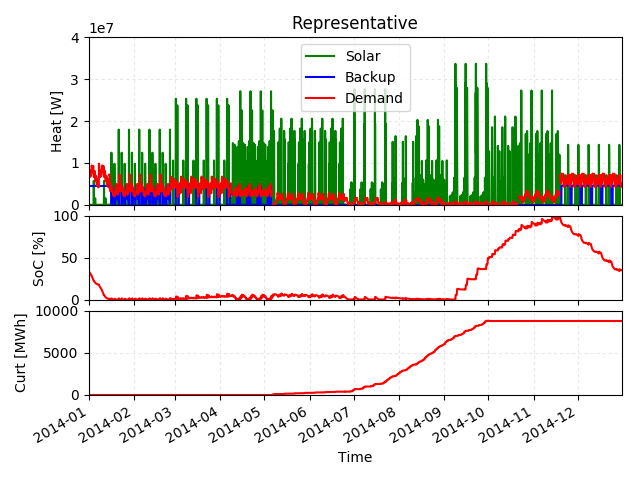 Representative
1e7
4
3
2
1
0
Heat [W]
Solar
Backup
Demand
100
50
0
SoC [%]
10000
5000
0
Curt [MWh]
2014-01
2014-02
2014-03
2014-04
2014-05
2014-06
2014-07
2014-08
2014-09
2014-10
2014-11
2014-12
Time